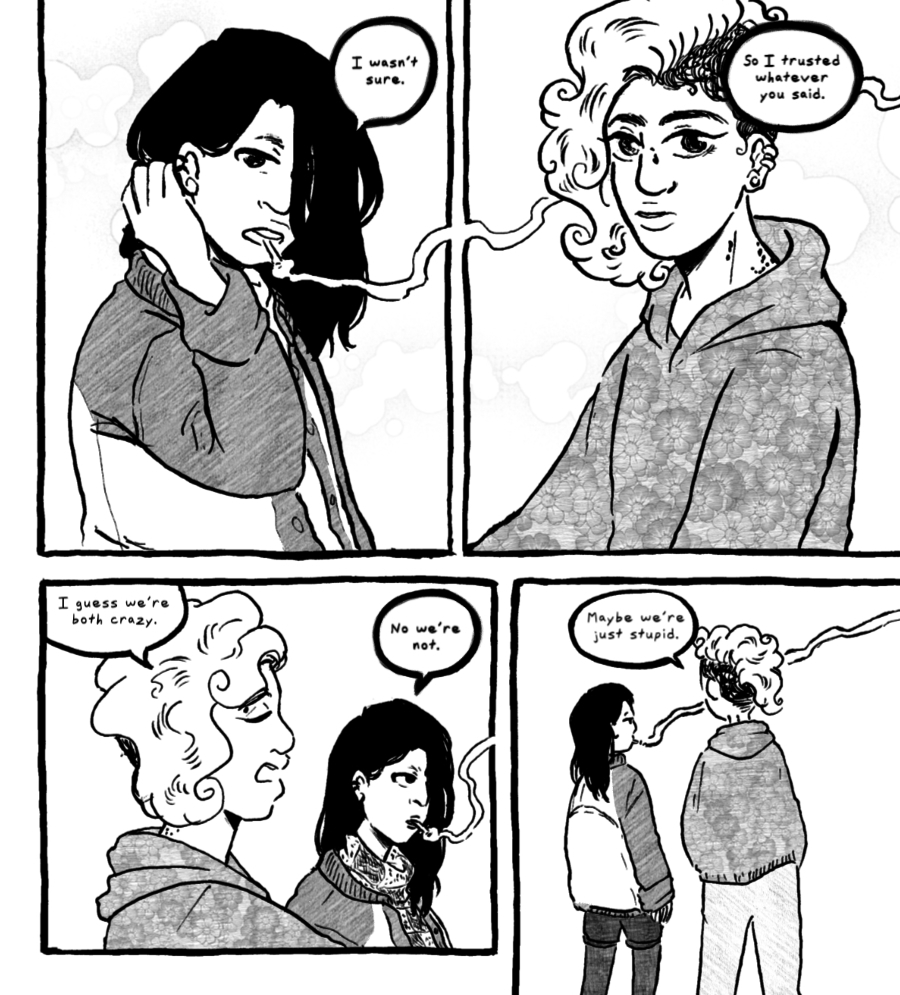 I wasn't
sure.
So I trusted
whatever
you said.
I guess we're
both crazy.
No we're
not.
Maybe we're
just stupid.